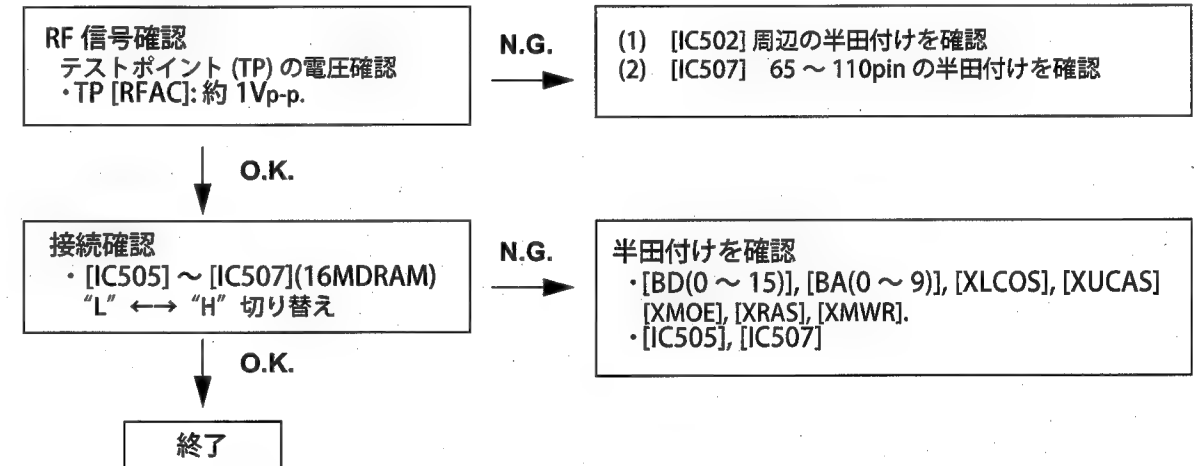 RF 信号確認
テストポイント (TP) の電圧確認
・TP [RFAC]: 約 1Vp-p.
N.G.
(1) [IC502] 周辺の半田付けを確認
(2) [IC507] 65 ～ 110pin の半田付けを確認
O.K.
接続確認
・ [IC505] ～ [IC507](16MDRAM)
“L” ←→ “H” 切り替え
N.G.
半田付けを確認
・[BD(0 ～ 15)], [BA(0 ～ 9)], [XLCOS], [XUCAS]
[XMOE], [XRAS], [XMWR].
・[IC505], [IC507]
O.K.
終了